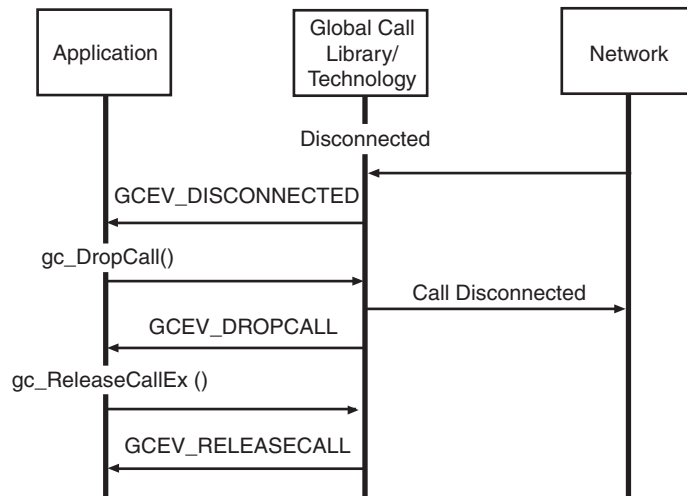 Application
Global Call
Library/
Technology
Network
Disconnected
GCEV_DISCONNECTED
gc_DropCall()
Call Disconnected
GCEV_DROPCALL
gc_ReleaseCallEx ()
GCEV_RELEASECALL